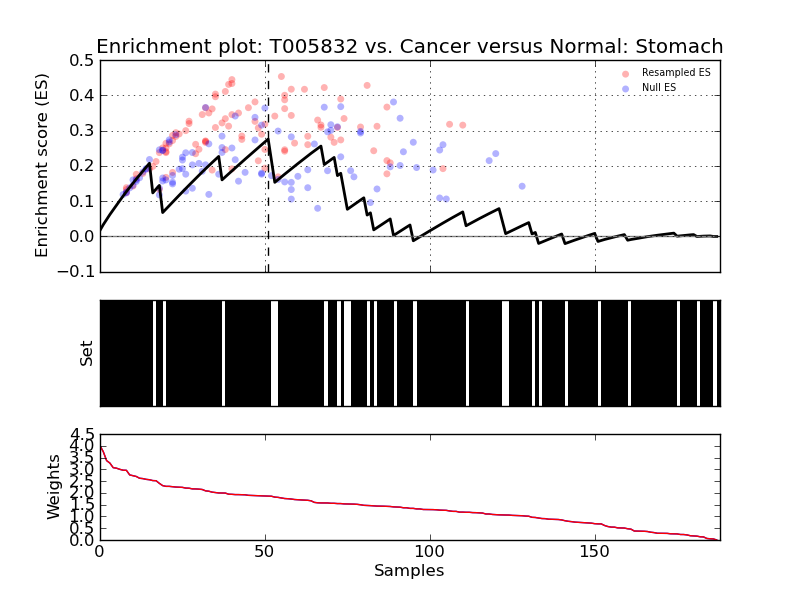 Enrichment plot: T005832 vs. Cancer versus Normal: Stomach
Enrichment score (ES)
0.5
0.4
0.3
0.2
0.1
0.0
−0.1
Resampled ES
Null ES
Set
Weights
4.5
4.0
3.5
3.0
2.5
2.0
1.5
1.0
0.5
0.0
0 50 100 150
Samples